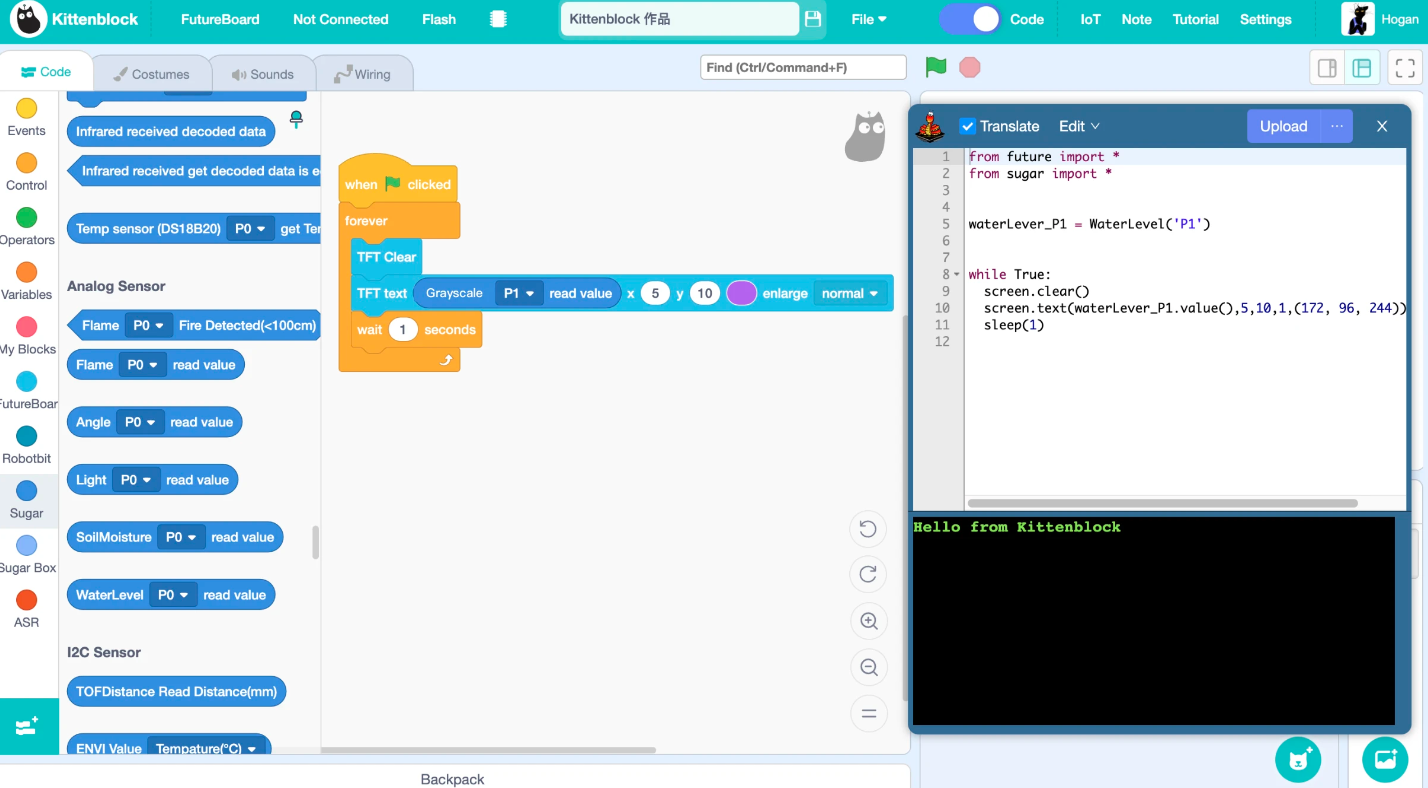 Kittenblock
FutureBoard
Not Connected
Flash
Kittenblock 作品
File
Code
IoT
Note
Tutorial
Settings
Hogan
Code
Costumes
Sounds
Wiring
Find (Ctrl/Command+F)
Events
Control
Operators
Variables
My Blocks
FutureBoar
Robotbit
Sugar
Sugar Box
ASR
Infrared received decoded data
Infrared received get decoded data is e
Temp sensor (DS18B20) P0 get Ter
Analog Sensor
Flame P0 Fire Detected(<100cm)
Flame P0 read value
Angle P0 read value
Light P0 read value
SoilMoisture P0 read value
WaterLevel P0 read value
I2C Sensor
TOFDistance Read Distance(mm)
ENVI Value Tempature(°C)
when clicked
forever
TFT Clear
TFT text Grayscale P1 read value x 5 y 10 enlarge normal
wait 1 seconds
Backpack
Translate
Edit
Upload
...
X
1 from future import *
2 from sugar import *
3
4
5 waterLever_P1 = WaterLevel('P1')
6
7
8 while True:
9 screen.clear()
10 screen.text(waterLever_P1.value(),5,10,1,(172, 96, 244))
11 sleep(1)
12
Hello from Kittenblock